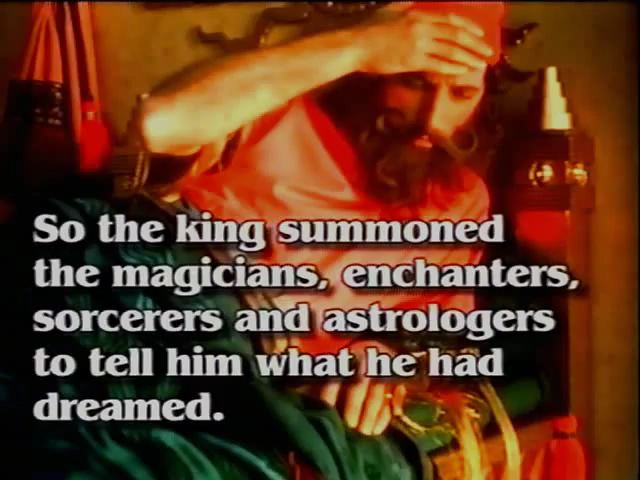 So the king summoned
the magicians, enchanters,
sorcerers and astrologers
to tell him what he had
dreamed.